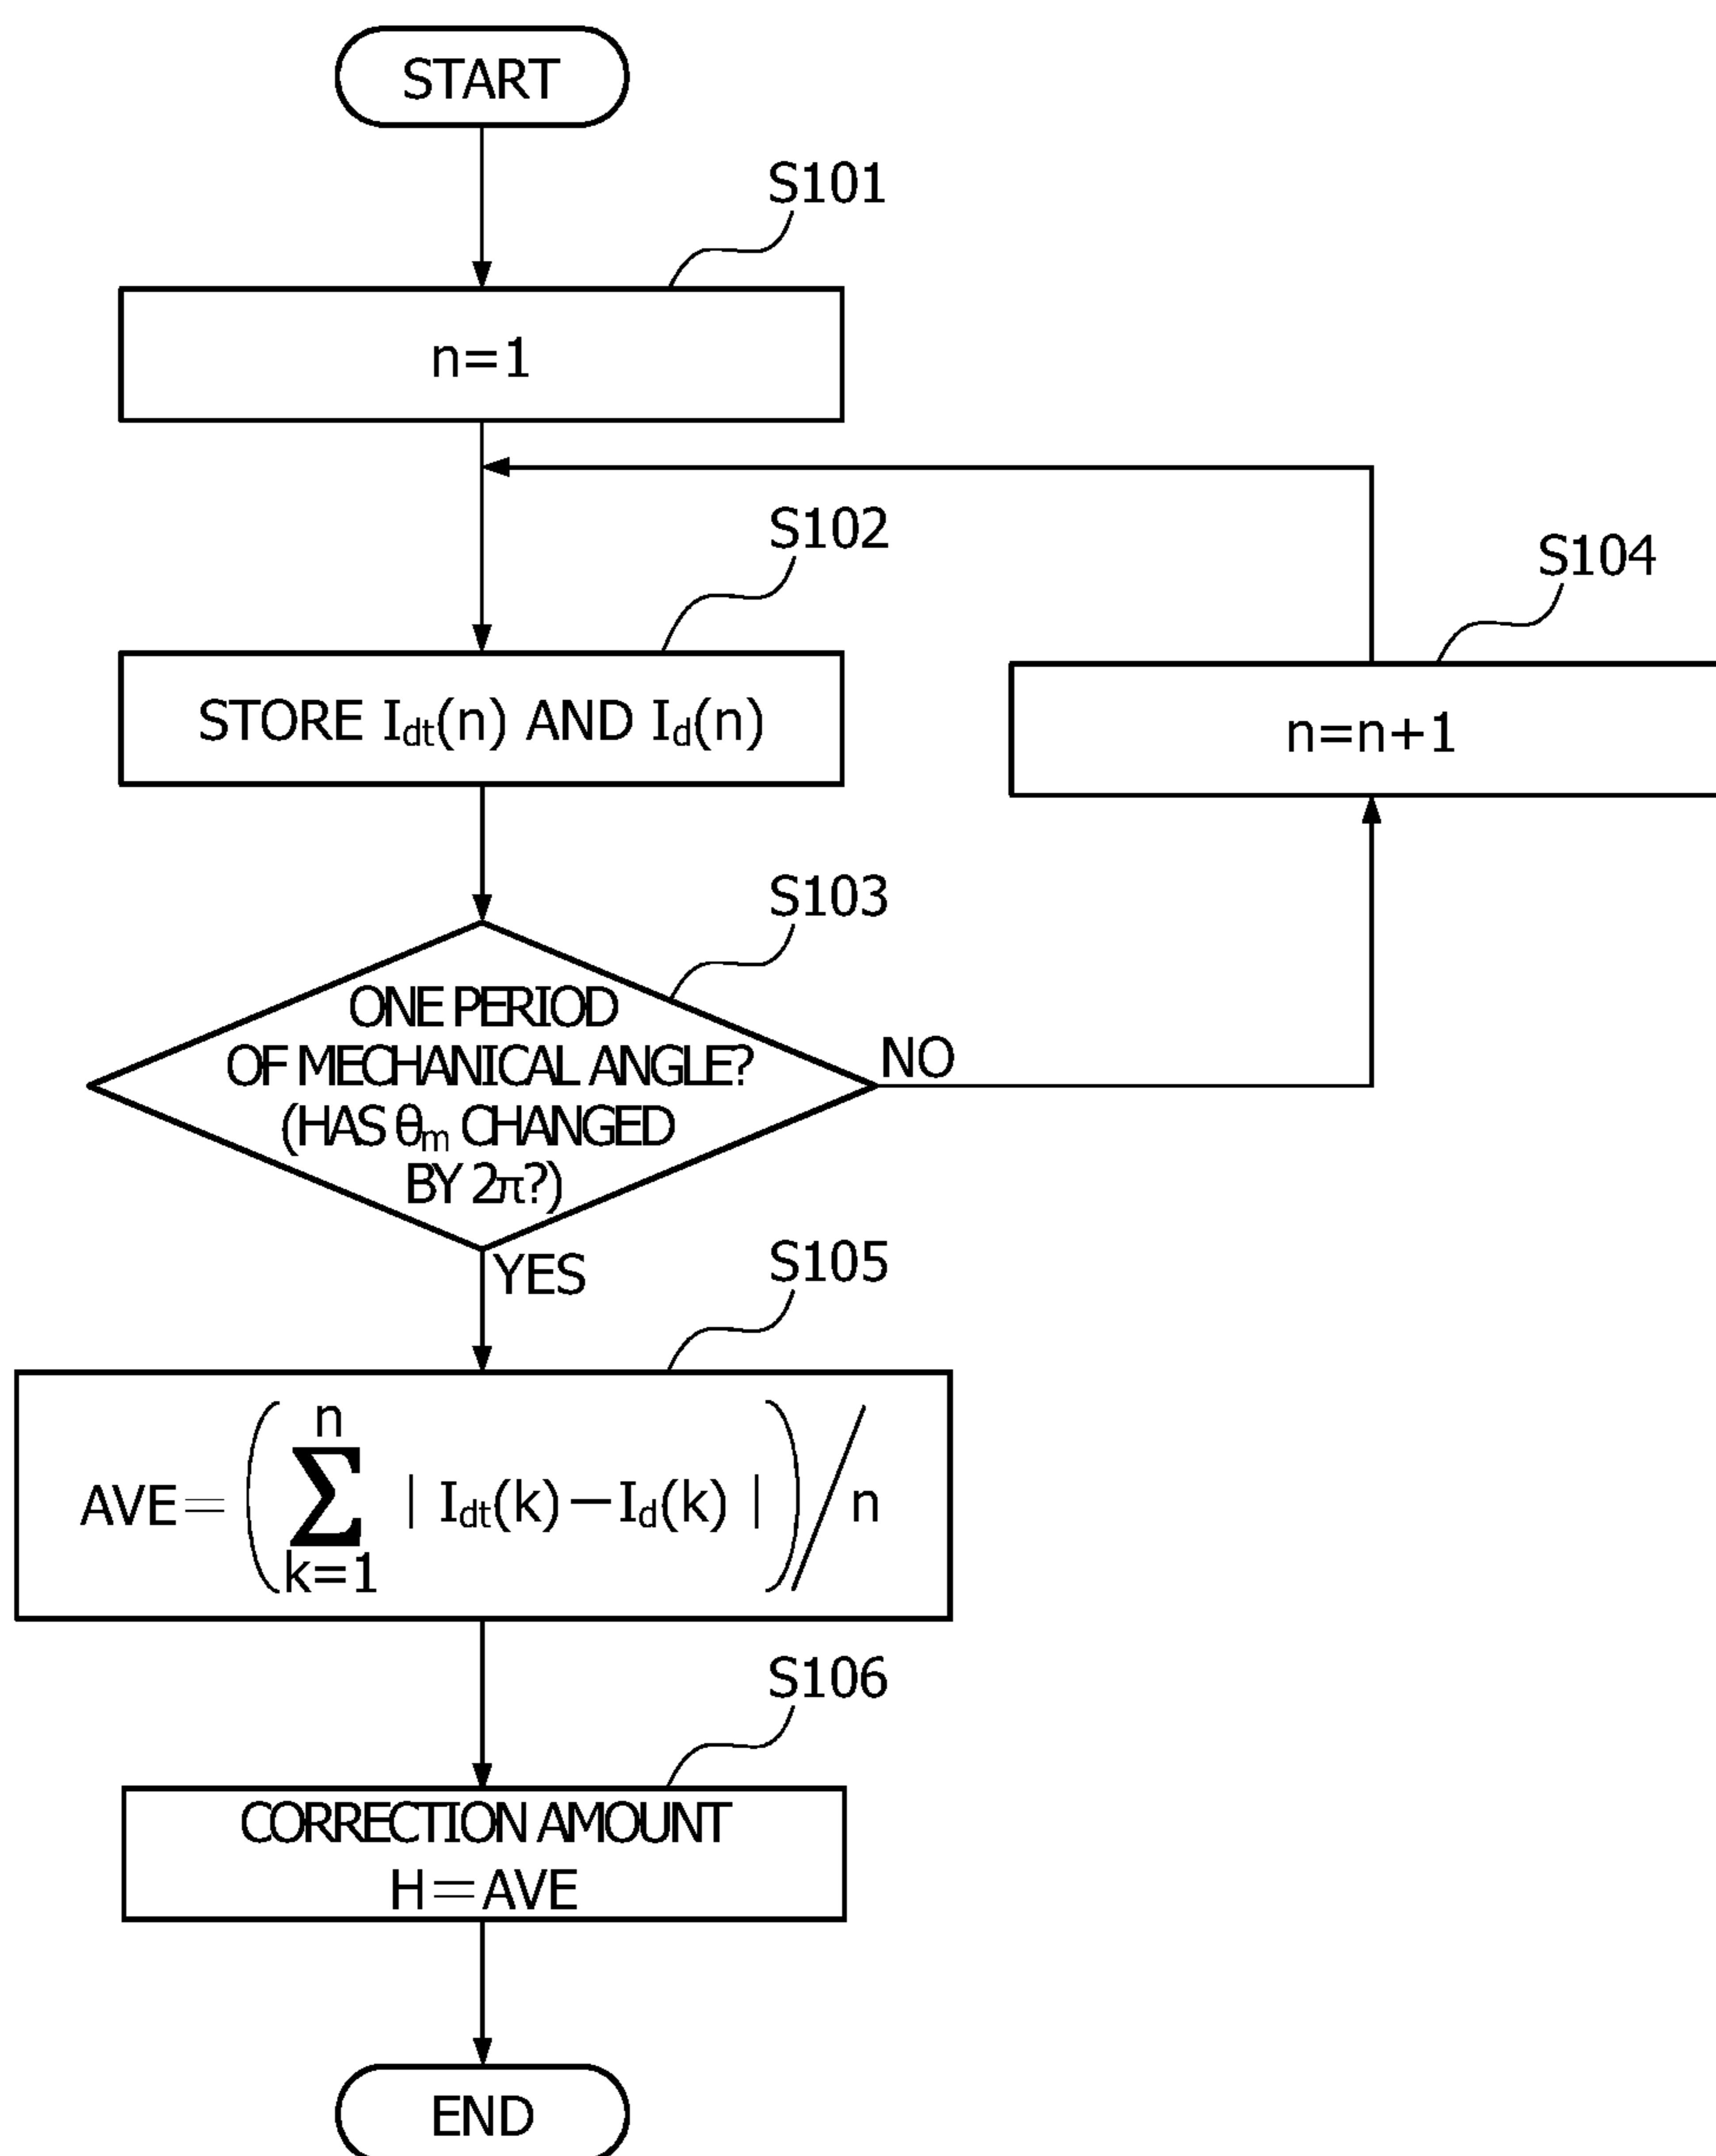 START
S101
n=1
S102
STORE Idt(n) AND Id(n)
S104
n=n+1
S103
ONE PERIOD
OF MECHANICAL ANGLE?
(HAS θm CHANGED
BY 2π?)
NO
YES
S105
AVE=(∑ n k=1 | Idt(k)−Id(k) |)/n
S106
CORRECTION AMOUNT
H=AVE
END